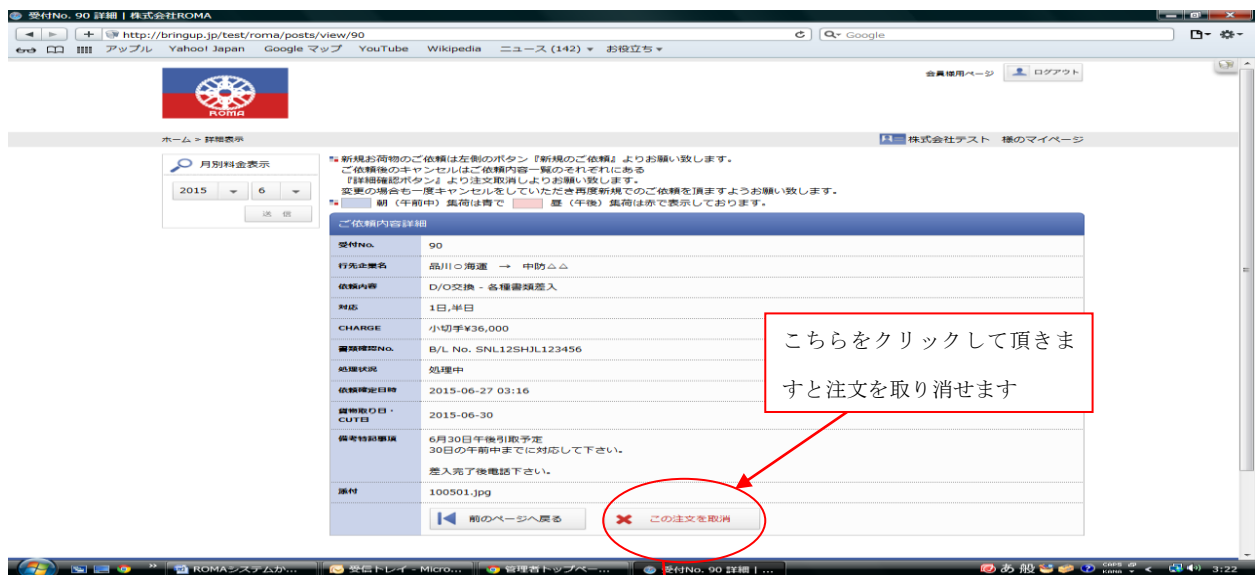 受付No. 90 詳細 | 株式会社ROMA
http://bringup.jp/test/roma/posts/view/90
Google
アップル Yahoo! Japan Google マップ YouTube Wikipedia ニュース (142) お役立ち
ROMA
会員様用ページ ログアウト
ホーム > 詳細表示
株式会社テスト 様のマイページ
月別料金表示
2015 6
送 信
新規お荷物のご依頼は左側のボタン『新規のご依頼』よりお願い致します。
ご依頼後のキャンセルはご依頼内容一覧のそれぞれにある
『詳細確認ボタン』より注文取消しよりお願い致します。
変更の場合も一度キャンセルをしていただき再度新規でのご依頼を頂ますようお願い致します。
朝（午前中）集荷は青で 昼（午後）集荷は赤で表示しております。
ご依頼内容詳細
受付No. 90
行先企業名 品川○海運 → 中防△△
依頼内容 D/O交換 - 各種書類差入
対応 1日,半日
CHARGE 小切手¥36,000
書類確認No. B/L No. SNL12SHJL123456
処理状況 処理中
依頼確定日時 2015-06-27 03:16
貨物取り日・
CUT日 2015-06-30
備考特記事項 6月30日午後引取予定
30日の午前中までに対応して下さい。
差入完了後電話下さい。
添付 100501.jpg
前のページへ戻る この注文を取消
こちらをクリックして頂きま
すと注文を取り消せます
ROMAシステムか... 受信トレイ - Micro... 管理者トップペー... 受付No. 90 詳細 | ...
あ 般 CAPS KANA 3:22